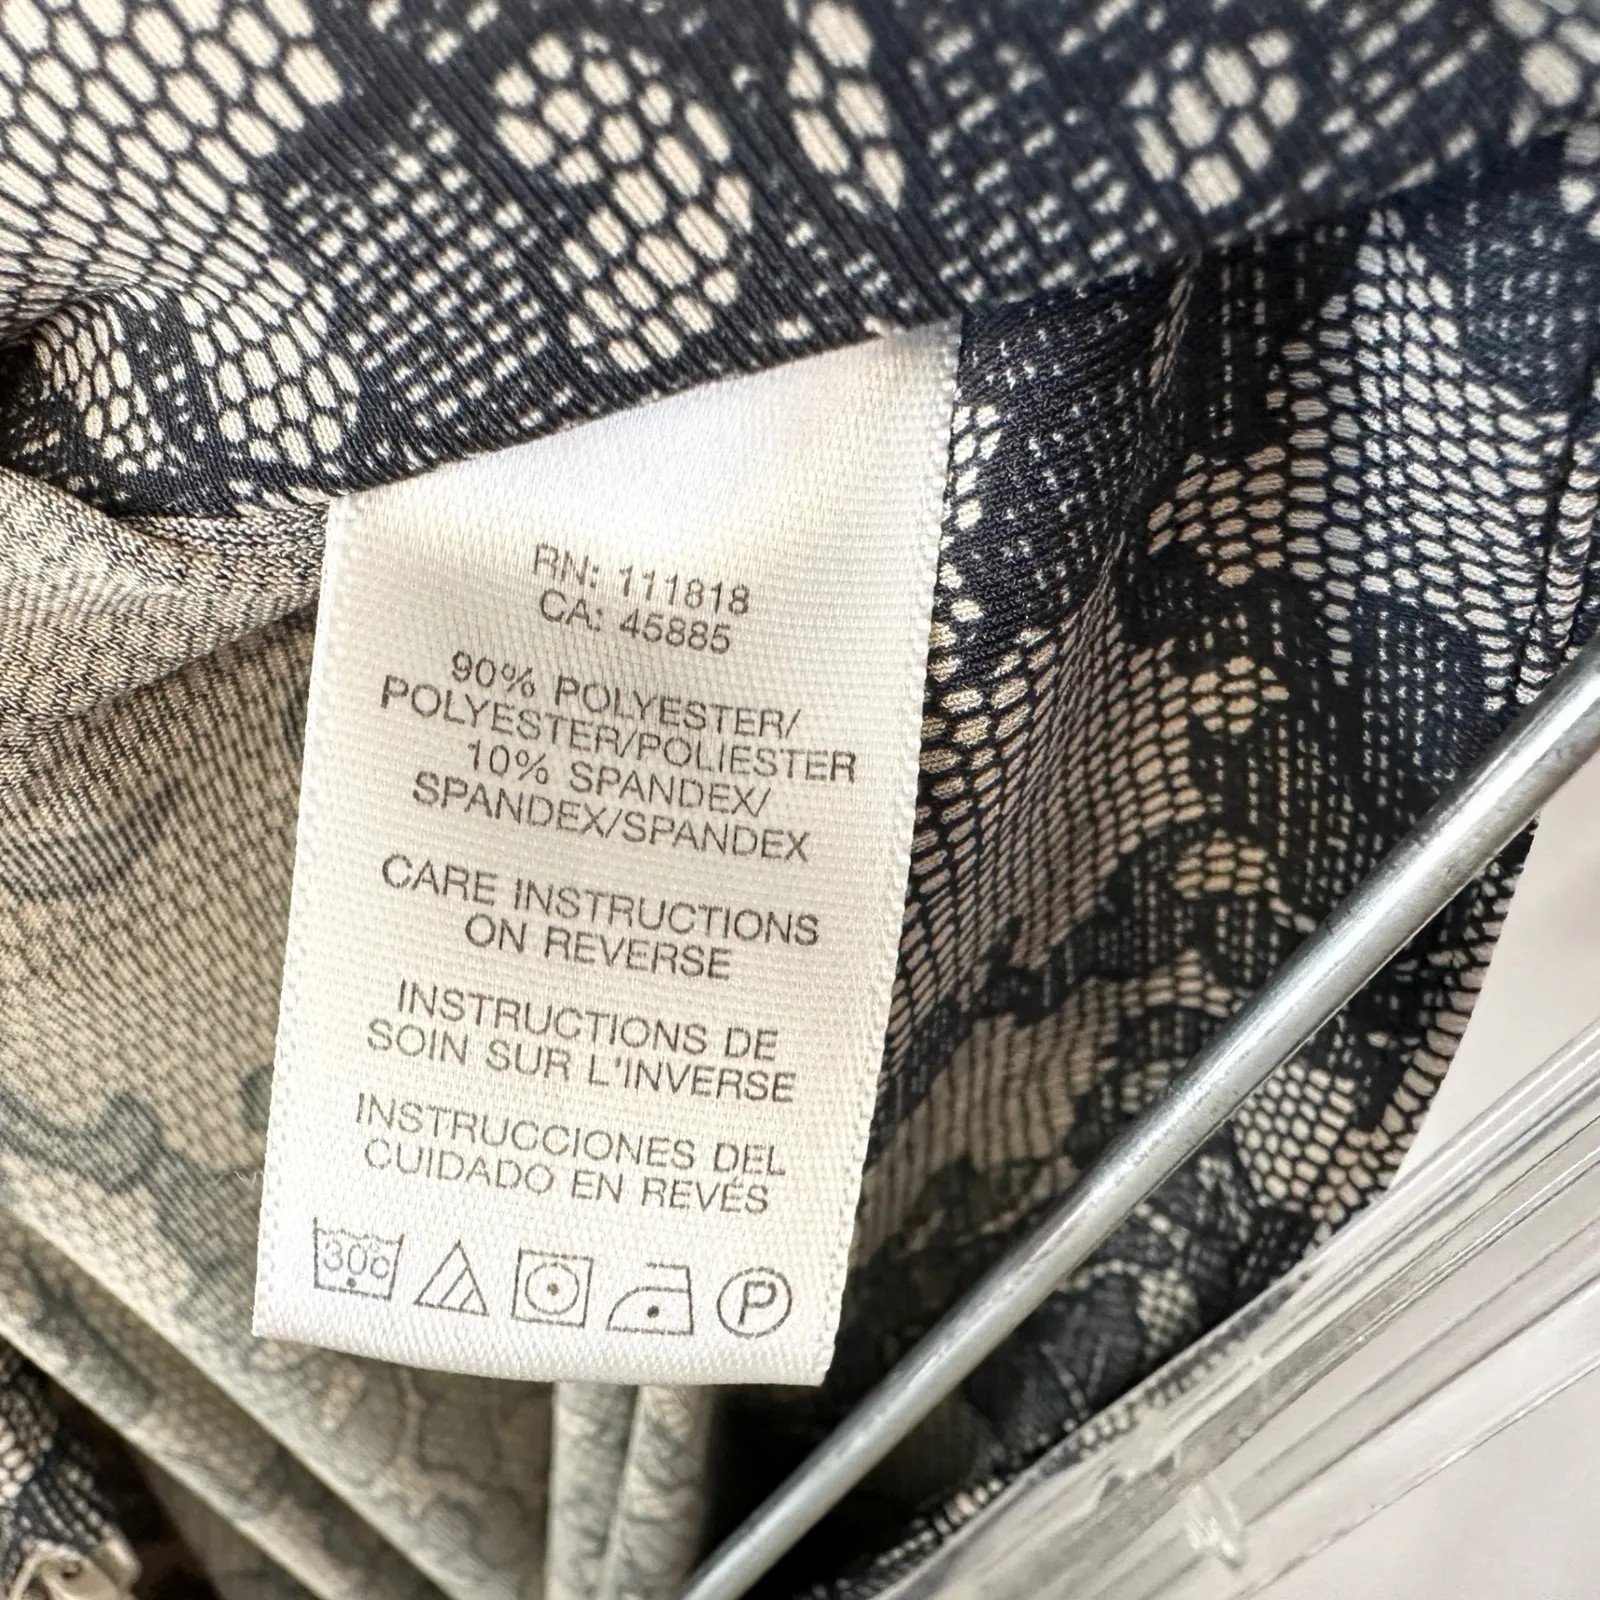 RN: 111818
CA: 45885
90% POLYESTER/
POLYESTER/POLIESTER
10% SPANDEX/
SPANDEX/SPANDEX
CARE INSTRUCTIONS
ON REVERSE
INSTRUCTIONS DE
SOIN SUR L'INVERSE
INSTRUCCIONES DEL
CUIDADO EN REVÉS
30°c P